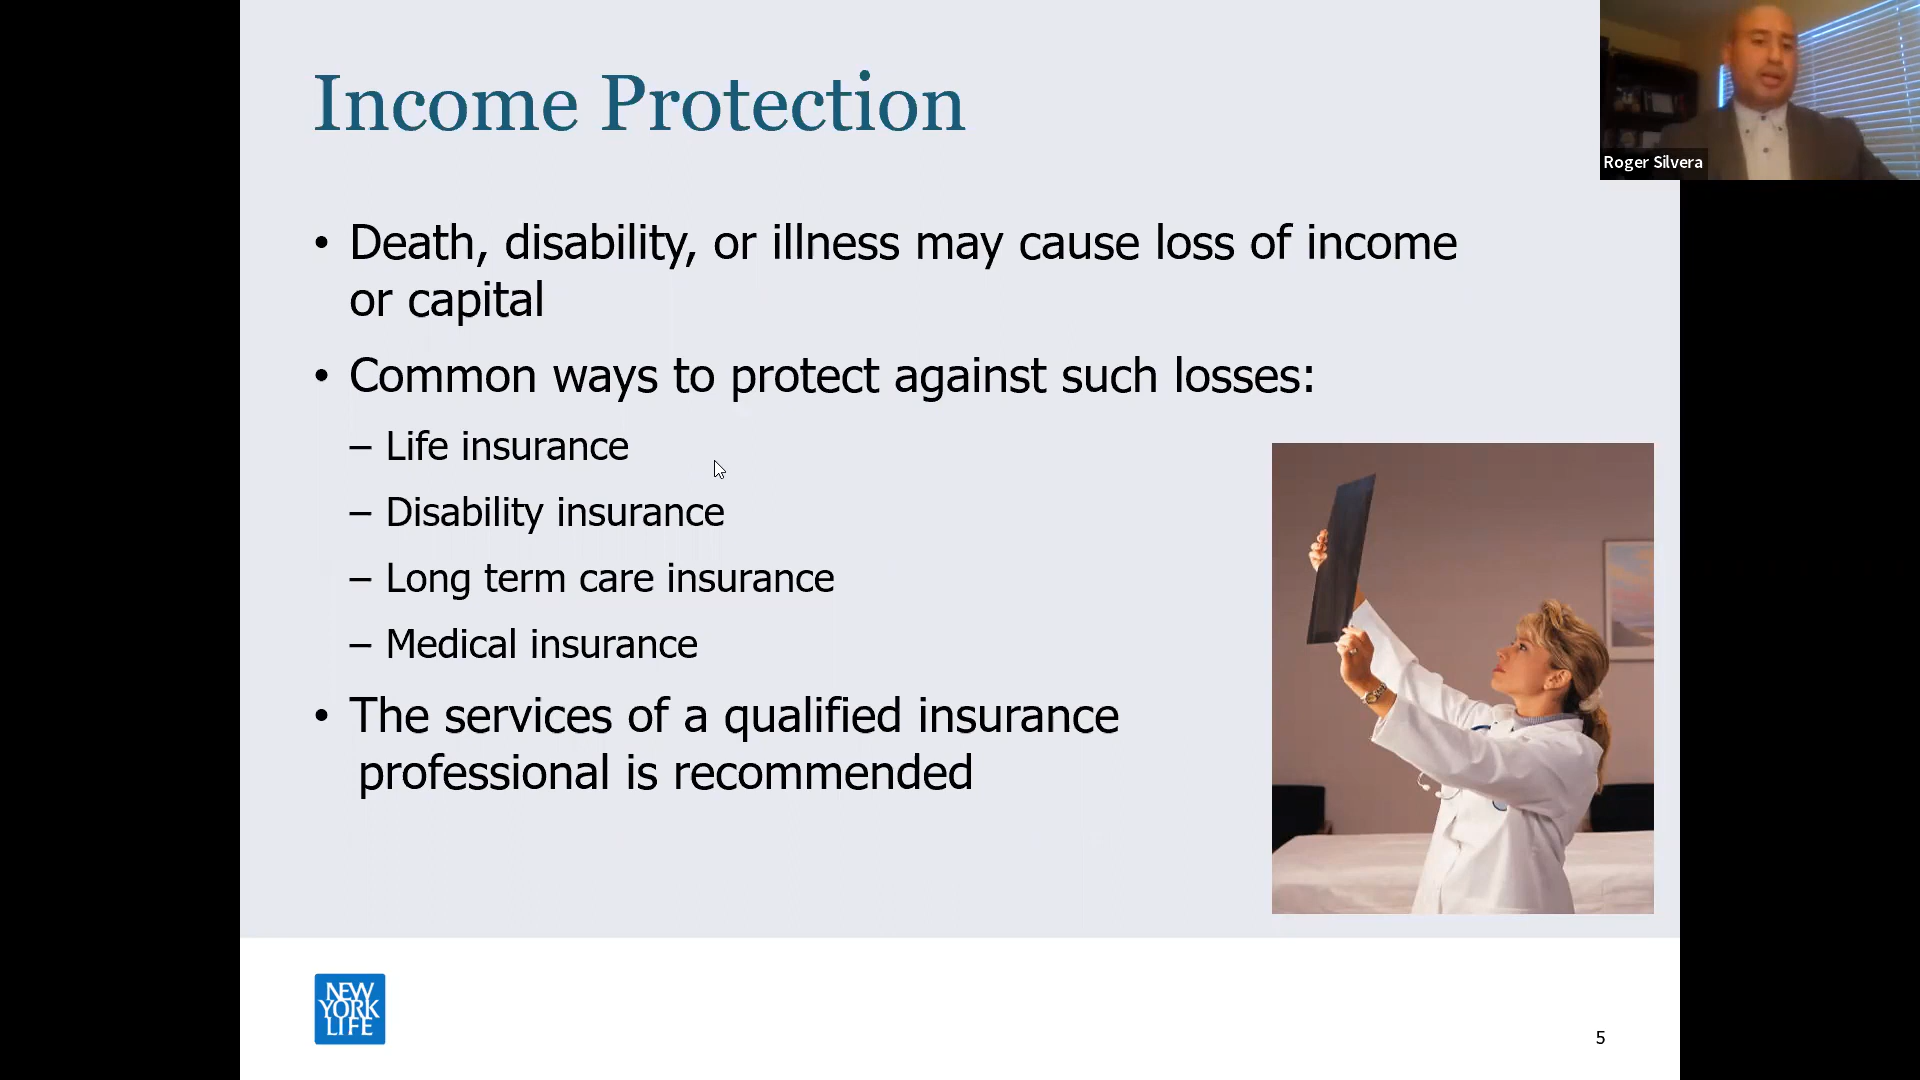 Income Protection
Roger Silvera
• Death, disability, or illness may cause loss of income
or capital
• Common ways to protect against such losses:
– Life insurance
– Disability insurance
– Long term care insurance
– Medical insurance
• The services of a qualified insurance
professional is recommended
NEW
YORK
LIFE
5